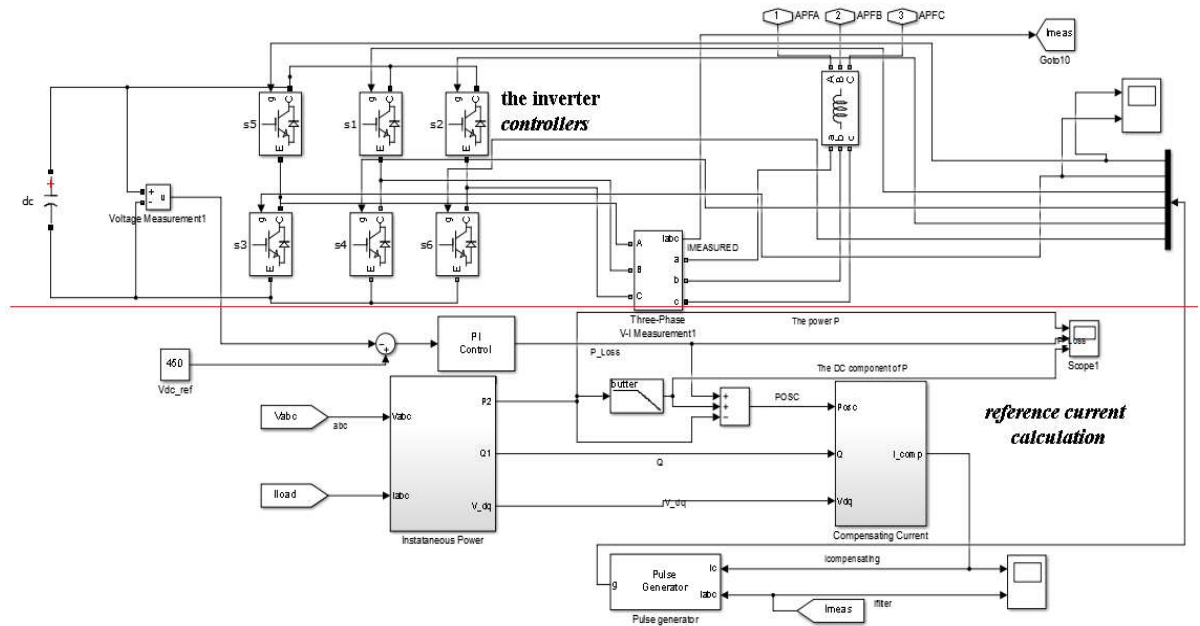 1 APFA 2 APFB 3 APFC
Imeas
Goto10
A B C
g C g C g C
the inverter
controllers
s5 s1 s2
E E E
a b c
+
dc
+
-
υ
Voltage Measurement1
g C g C g C
s3 s4 s6
E E E
Iabc
IMEASURED
A a
B b
C c
Three-Phase
V-I Measurement1
The power P
PI
Control
P_Loss
P_Loss
Scope1
450
Vdc_ref
-
+
The DC component of P
butter
+
+
-
POSC
Vabc
abc
Vabc
P2
Posc
reference current
calculation
Q1
Q
Q
I_comp
Iload
Iabc
V_dq
V_dq
Vdq
Instataneous Power
Compensating Current
Icompensating
Pulse
Generator
Ic
g
Iabc
Ifilter
Imeas
Pulse generator